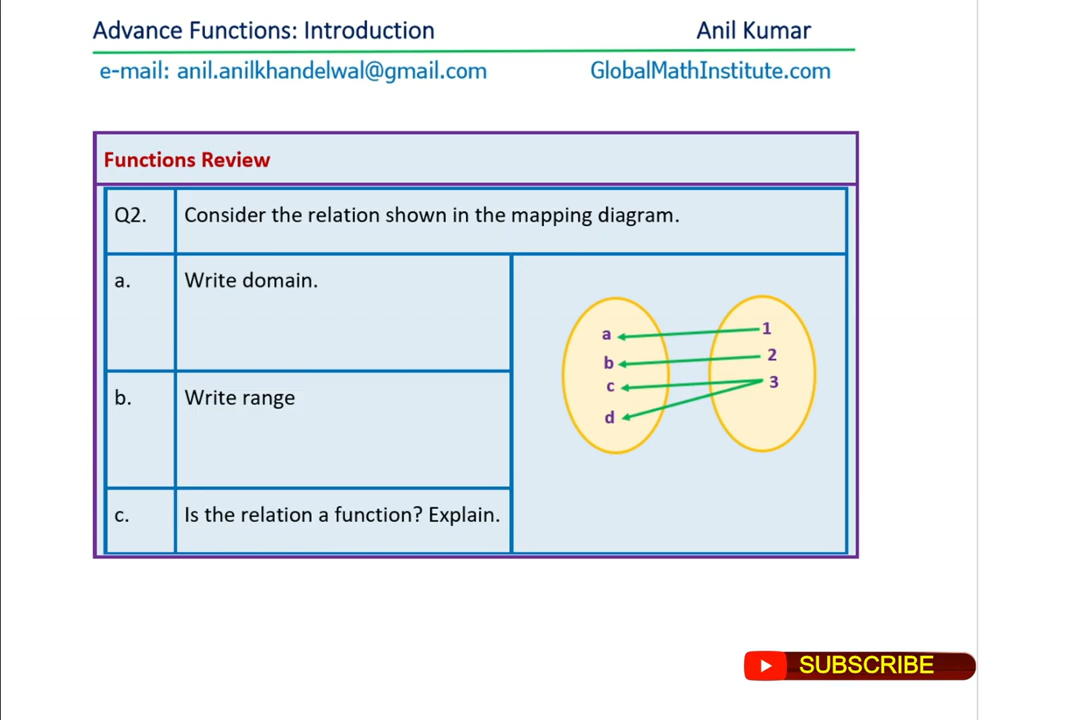 Advance Functions: Introduction Anil Kumar
e-mail: anil.anilkhandelwal@gmail.com GlobalMathInstitute.com
Functions Review
Q2. Consider the relation shown in the mapping diagram.
a. Write domain.
a 1
b 2
c 3
d
b. Write range
c. Is the relation a function? Explain.
SUBSCRIBE